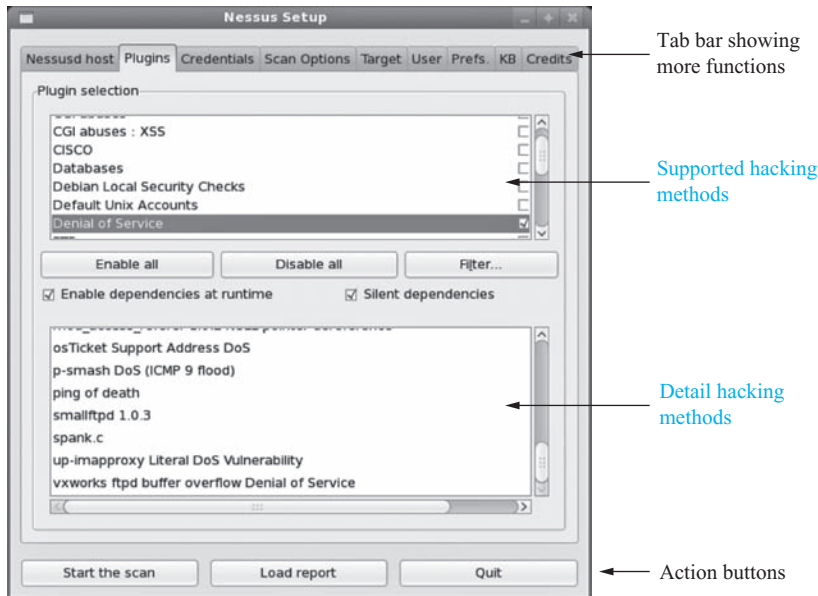 Nessus Setup
Nessusd host Plugins Credentials Scan Options Target User Prefs. KB Credits
Tab bar showing
more functions
Plugin selection
CGI abuses : XSS
CISCO
Databases
Debian Local Security Checks
Default Unix Accounts
Denial of Service
Supported hacking
methods
Enable all Disable all Filter...
Enable dependencies at runtime Silent dependencies
osTicket Support Address DoS
p-smash DoS (ICMP 9 flood)
ping of death
smallftpd 1.0.3
spank.c
up-imapproxy Literal DoS Vulnerability
vxworks ftpd buffer overflow Denial of Service
Detail hacking
methods
Start the scan Load report Quit
Action buttons